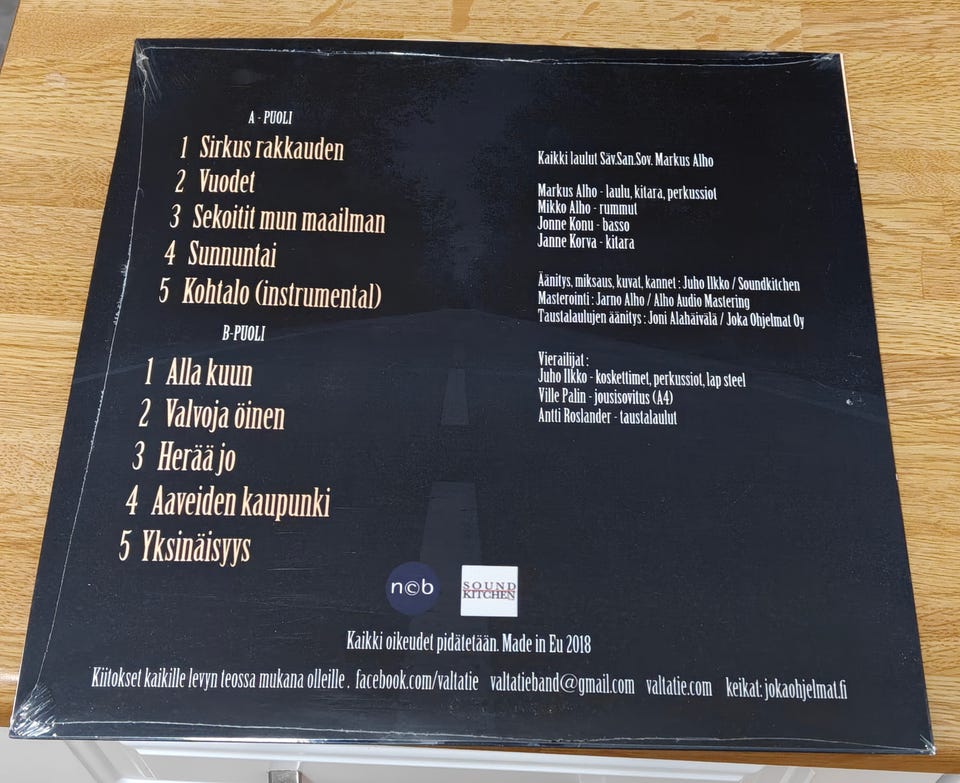 A - PUOLI
1 Sirkus rakkauden
2 Vuodet
3 Sekoitit mun maailman
4 Sunnuntai
5 Kohtalo (instrumental)
B-PUOLI
1 Alla kuun
2 Valvoja öinen
3 Herää jo
4 Aaveiden kaupunki
5 Yksinäisyys
Kaikki laulut Säv.San.Sov. Markus Alho
Markus Alho - laulu, kitara, perkussiot
Mikko Alho - rummut
Jonne Konu - basso
Janne Korva - kitara
Äänitys, miksaus, kuvat, kannet : Juho Ilkko / Soundkitchen
Masterointi : Jarno Alho / Alho Audio Mastering
Taustalaulujen äänitys : Joni Alahäivälä / Joka Ohjelmat Oy
Vierailijat :
Juho Ilkko - koskettimet, perkussiot, lap steel
Ville Palin - jousisovitus (A4)
Antti Roslander - taustalaulut
n©b
SOUND
KITCHEN
Kaikki oikeudet pidätetään. Made in Eu 2018
Kiitokset kaikille levyn teossa mukana olleille . facebook.com/valtatie valtatieband@gmail.com valtatie.com keikat: jokaohjelmat.fi